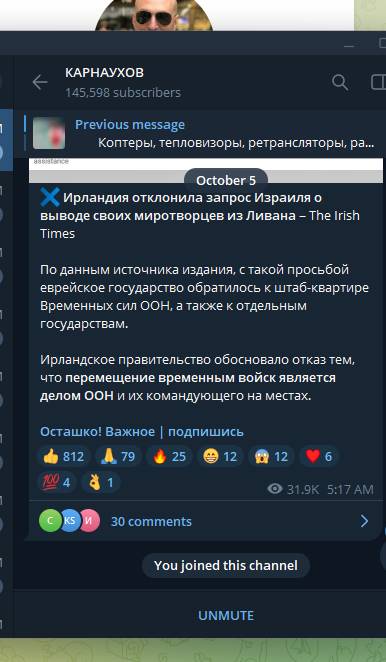 КАРНАУХОВ
145,598 subscribers
Previous message
Коптеры, тепловизоры, ретрансляторы, ра...
assistance
October 5
Ирландия отклонила запрос Израиля о
выводе своих миротворцев из Ливана – The Irish
Times
По данным источника издания, с такой просьбой
еврейское государство обратилось к штаб-квартире
Временных сил ООН, а также к отдельным
государствам.
Ирландское правительство обосновало отказ тем,
что перемещение временным войск является
делом ООН и их командующего на местах.
Осташко! Важное | подпишись
👍 812 🙏 79 🔥 25 😁 12 😱 12 ❤️ 6
💯 4 👌 1
31.9K 5:17 AM
С KS И 30 comments
You joined this channel
UNMUTE